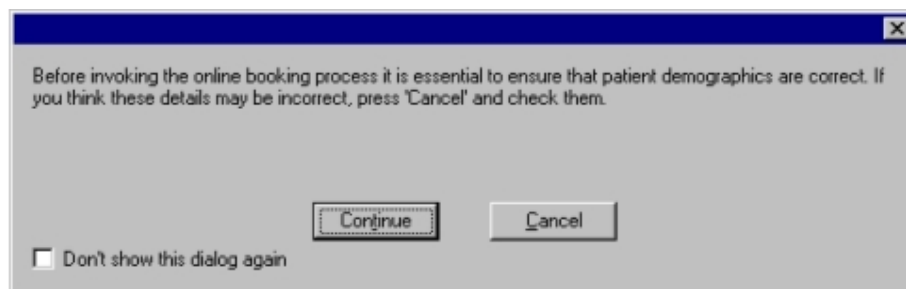 Before invoking the online booking process it is essential to ensure that patient demographics are correct. If
you think these details may be incorrect, press 'Cancel' and check them.
Continue
Cancel
Don't show this dialog again